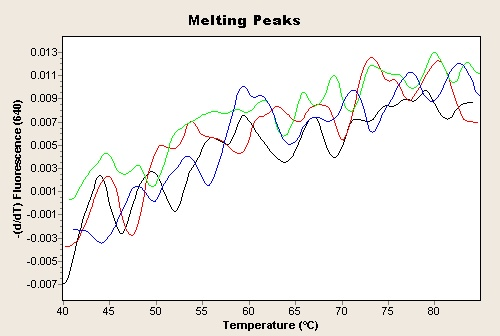 Melting Peaks
0.013
0.011
0.009
0.007
0.005
0.003
0.001
-0.001
-0.003
-0.005
-0.007
-(d/dT) Fluorescence (640)
40 45 50 55 60 65 70 75 80
Temperature (°C)